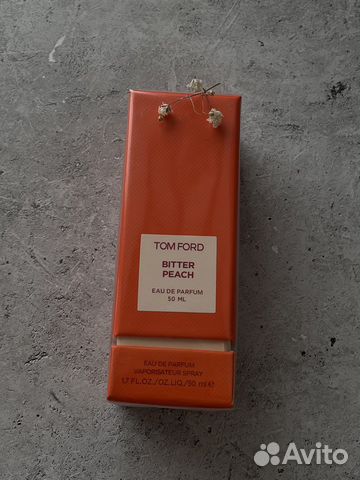 TOM FORD
BITTER
PEACH
EAU DE PARFUM
50 ML
EAU DE PARFUM
VAPORISATEUR SPRAY
1.7 FL.OZ./OZ.LIQ./50 ml e
Avito